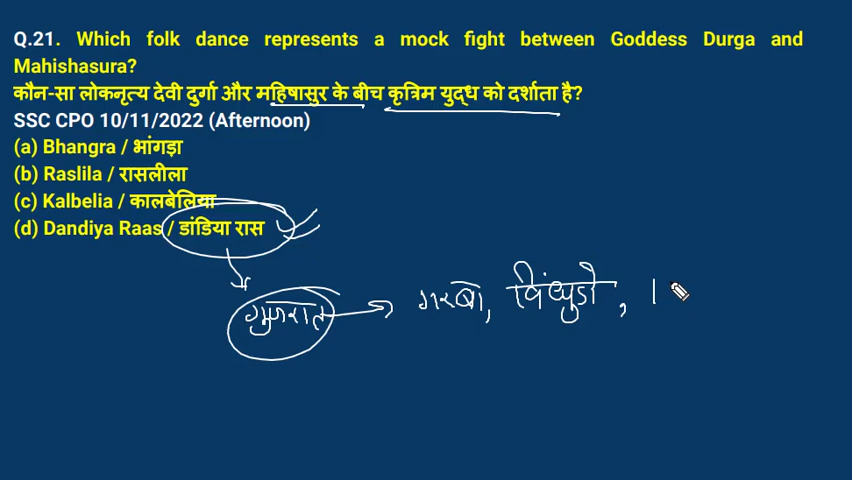 Q.21. Which folk dance represents a mock fight between Goddess Durga and
Mahishasura?
कौन-सा लोकनृत्य देवी दुर्गा और महिषासुर के बीच कृत्रिम युद्ध को दर्शाता है?
SSC CPO 10/11/2022 (Afternoon)
(a) Bhangra / भांगड़ा
(b) Raslila / रासलीला
(c) Kalbelia / कालबेलिया
(d) Dandiya Raas / डांडिया रास
गुजरात गरबा,